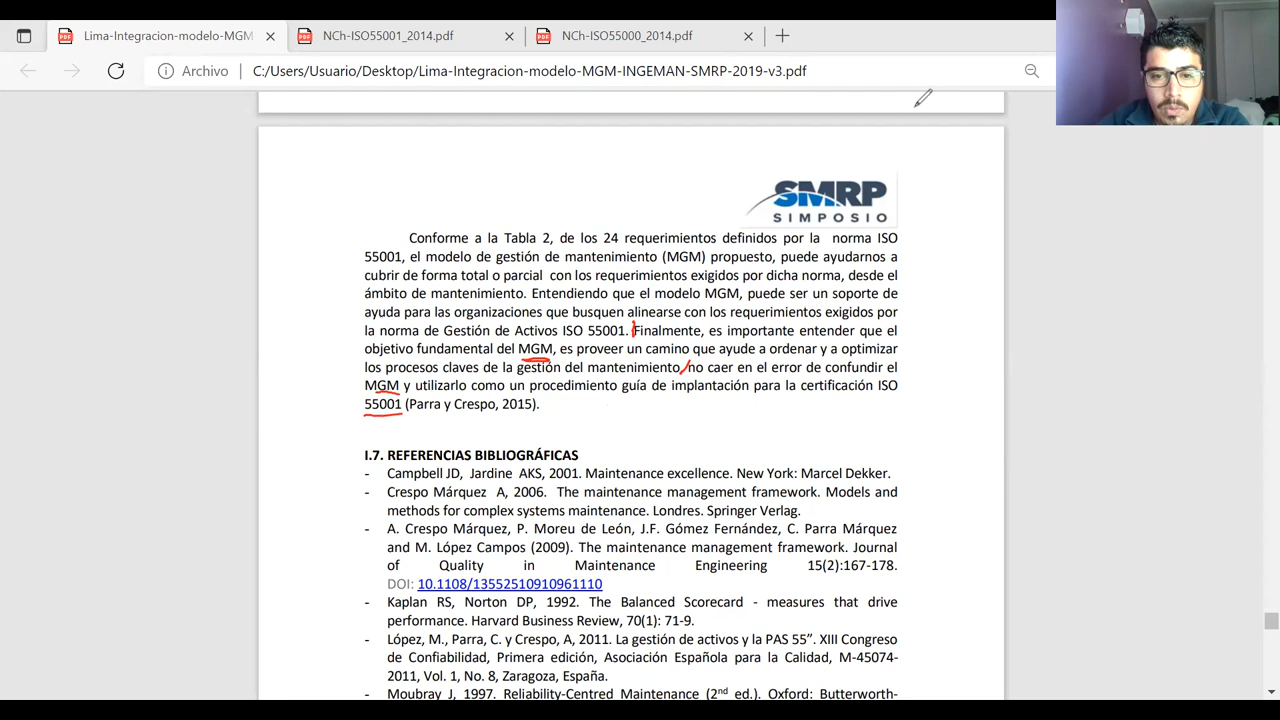 Lima-Integracion-modelo-MGM
NCh-ISO55001_2014.pdf
NCh-ISO55000_2014.pdf
Archivo
C:/Users/Usuario/Desktop/Lima-Integracion-modelo-MGM-INGEMAN-SMRP-2019-v3.pdf
SMRP
SIMPOSIO
Conforme a la Tabla 2, de los 24 requerimientos definidos por la norma ISO
55001, el modelo de gestión de mantenimiento (MGM) propuesto, puede ayudarnos a
cubrir de forma total o parcial con los requerimientos exigidos por dicha norma, desde el
ámbito de mantenimiento. Entendiendo que el modelo MGM, puede ser un soporte de
ayuda para las organizaciones que busquen alinearse con los requerimientos exigidos por
la norma de Gestión de Activos ISO 55001. Finalmente, es importante entender que el
objetivo fundamental del MGM, es proveer un camino que ayude a ordenar y a optimizar
los procesos claves de la gestión del mantenimiento, no caer en el error de confundir el
MGM y utilizarlo como un procedimiento guía de implantación para la certificación ISO
55001 (Parra y Crespo, 2015).
I.7. REFERENCIAS BIBLIOGRÁFICAS
- Campbell JD, Jardine AKS, 2001. Maintenance excellence. New York: Marcel Dekker.
- Crespo Márquez A, 2006. The maintenance management framework. Models and
methods for complex systems maintenance. Londres. Springer Verlag.
- A. Crespo Márquez, P. Moreu de León, J.F. Gómez Fernández, C. Parra Márquez
and M. López Campos (2009). The maintenance management framework. Journal
of Quality in Maintenance Engineering 15(2):167-178.
DOI: 10.1108/13552510910961110
- Kaplan RS, Norton DP, 1992. The Balanced Scorecard - measures that drive
performance. Harvard Business Review, 70(1): 71-9.
- López, M., Parra, C. y Crespo, A, 2011. La gestión de activos y la PAS 55”. XIII Congreso
de Confiabilidad, Primera edición, Asociación Española para la Calidad, M-45074-
2011, Vol. 1, No. 8, Zaragoza, España.
- Moubray J, 1997. Reliability-Centred Maintenance (2nd ed.). Oxford: Butterworth-